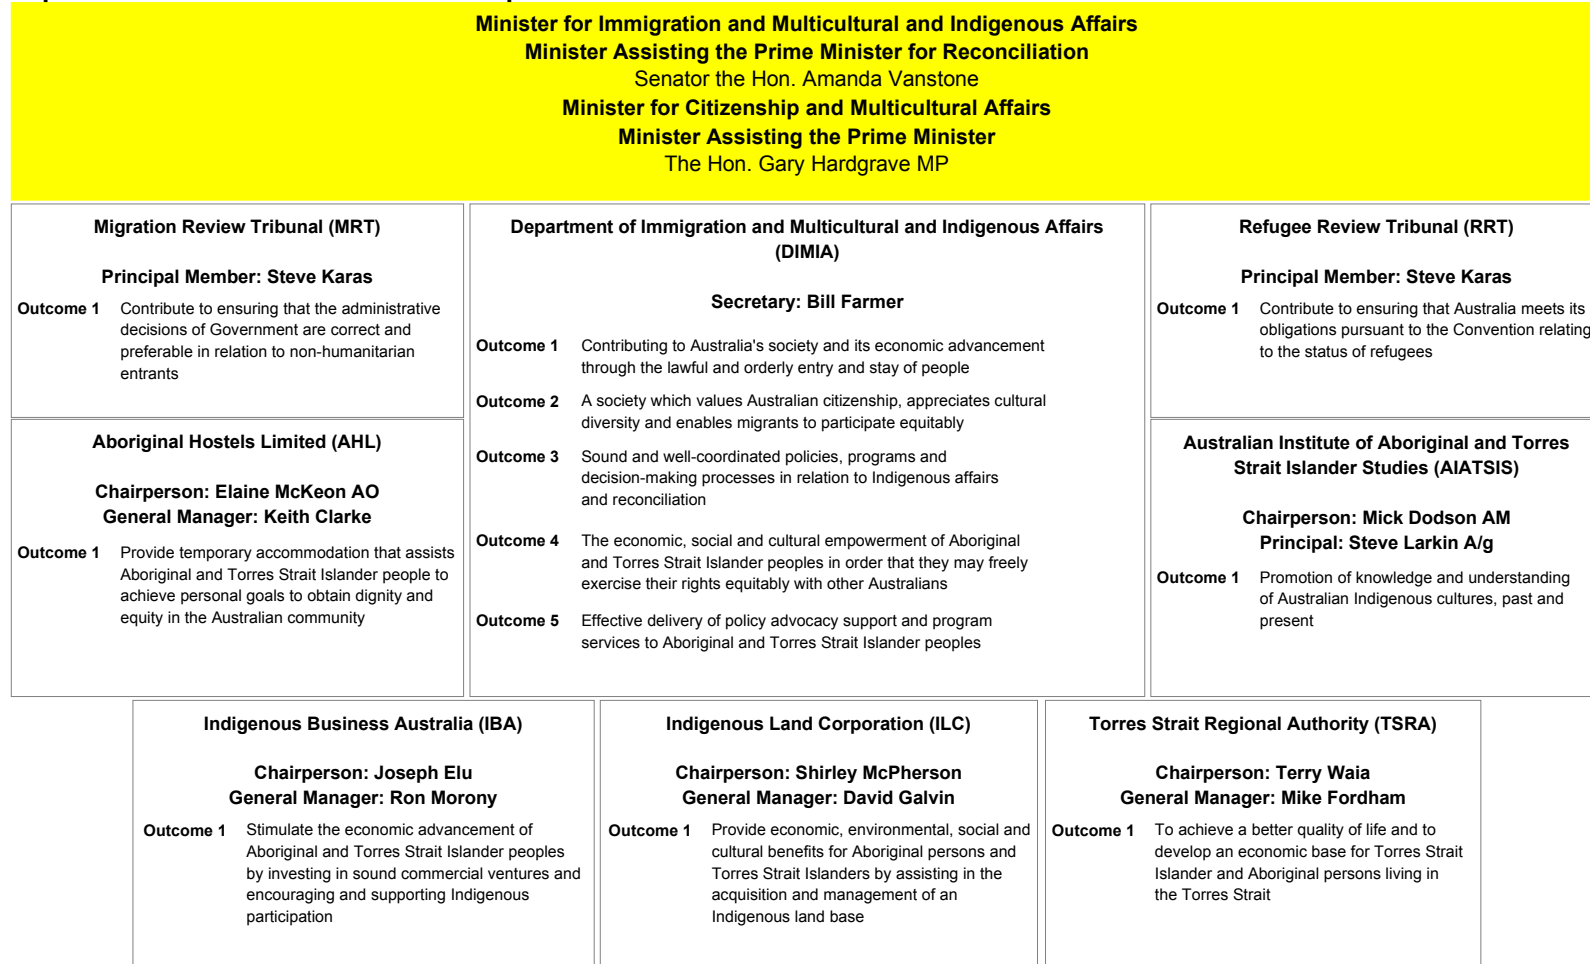 Minister for Immigration and Multicultural and Indigenous Affairs
Minister Assisting the Prime Minister for Reconciliation
Senator the Hon. Amanda Vanstone
Minister for Citizenship and Multicultural Affairs
Minister Assisting the Prime Minister
The Hon. Gary Hardgrave MP
Migration Review Tribunal (MRT)
Principal Member: Steve Karas
Outcome 1 Contribute to ensuring that the administrative
decisions of Government are correct and
preferable in relation to non-humanitarian
entrants
Department of Immigration and Multicultural and Indigenous Affairs
(DIMIA)
Secretary: Bill Farmer
Outcome 1 Contributing to Australia's society and its economic advancement
through the lawful and orderly entry and stay of people
Outcome 2 A society which values Australian citizenship, appreciates cultural
diversity and enables migrants to participate equitably
Outcome 3 Sound and well-coordinated policies, programs and
decision-making processes in relation to Indigenous affairs
and reconciliation
Outcome 4 The economic, social and cultural empowerment of Aboriginal
and Torres Strait Islander peoples in order that they may freely
exercise their rights equitably with other Australians
Outcome 5 Effective delivery of policy advocacy support and program
services to Aboriginal and Torres Strait Islander peoples
Refugee Review Tribunal (RRT)
Principal Member: Steve Karas
Outcome 1 Contribute to ensuring that Australia meets its
obligations pursuant to the Convention relating
to the status of refugees
Aboriginal Hostels Limited (AHL)
Chairperson: Elaine McKeon AO
General Manager: Keith Clarke
Outcome 1 Provide temporary accommodation that assists
Aboriginal and Torres Strait Islander people to
achieve personal goals to obtain dignity and
equity in the Australian community
Australian Institute of Aboriginal and Torres
Strait Islander Studies (AIATSIS)
Chairperson: Mick Dodson AM
Principal: Steve Larkin A/g
Outcome 1 Promotion of knowledge and understanding
of Australian Indigenous cultures, past and
present
Indigenous Business Australia (IBA)
Chairperson: Joseph Elu
General Manager: Ron Morony
Outcome 1 Stimulate the economic advancement of
Aboriginal and Torres Strait Islander peoples
by investing in sound commercial ventures and
encouraging and supporting Indigenous
participation
Indigenous Land Corporation (ILC)
Chairperson: Shirley McPherson
General Manager: David Galvin
Outcome 1 Provide economic, environmental, social and
cultural benefits for Aboriginal persons and
Torres Strait Islanders by assisting in the
acquisition and management of an
Indigenous land base
Torres Strait Regional Authority (TSRA)
Chairperson: Terry Waia
General Manager: Mike Fordham
Outcome 1 To achieve a better quality of life and to
develop an economic base for Torres Strait
Islander and Aboriginal persons living in
the Torres Strait